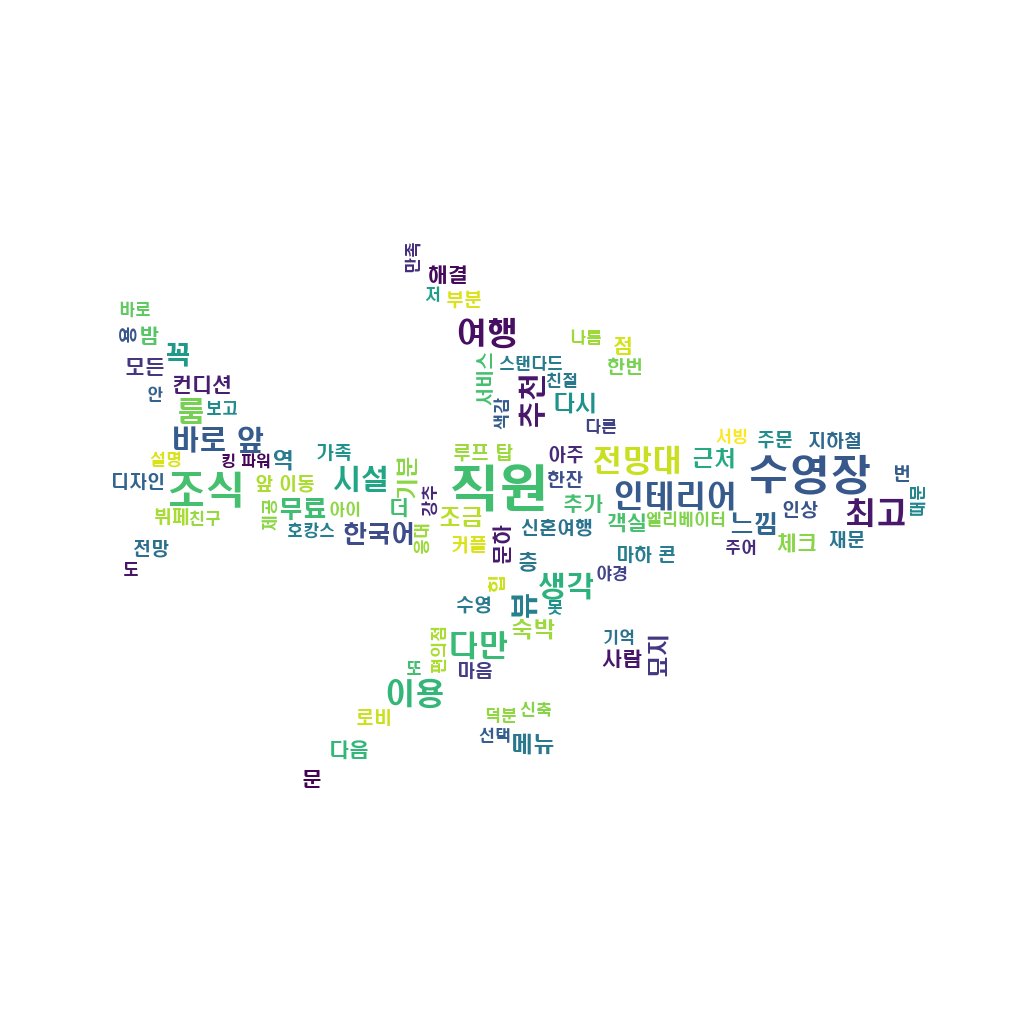 만족
해결
저
부분
바로
여행
용
밤
나름
점
모든
꼭
서비스
스탠다드
한번
컨디션
추천
친절
안
룸
보고
색감
다시
다른
바로 앞
서빙
주문
지하철
설명
킹 파워
역
가족
루프 탑
아주
전망대
근처
디자인
조식
앞 이동
시설
기분
직원
한잔
인테리어
수영장
번
뷔페
친구
제공
무료
아이
더
강추
조금
추가
객실
엘리베이터
느낌
인상
최고
호캉스
한국어
응대
커플
문하
신혼여행
전망
층
마하 콘
주어
체크
재문
도
힙
생각
야경
수영
뷰
못
숙박
기억
편의점
다만
사람
묘지
또
마음
이용
로비
덕분
신축
다음
선택
메뉴
문